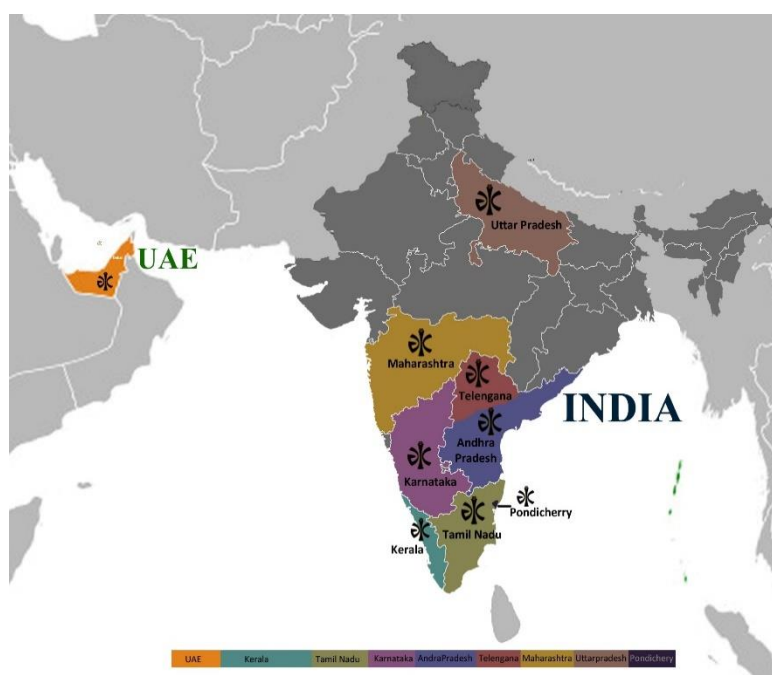 Uttar Pradesh
UAE
Maharashtra
Telengana
INDIA
Andhra
Pradesh
Karnataka
Pondicherry
Tamil Nadu
Kerala
UAE Kerala Tamil Nadu Karnataka AndraPradesh Telengana Maharashtra Uttarpradesh Pondichery